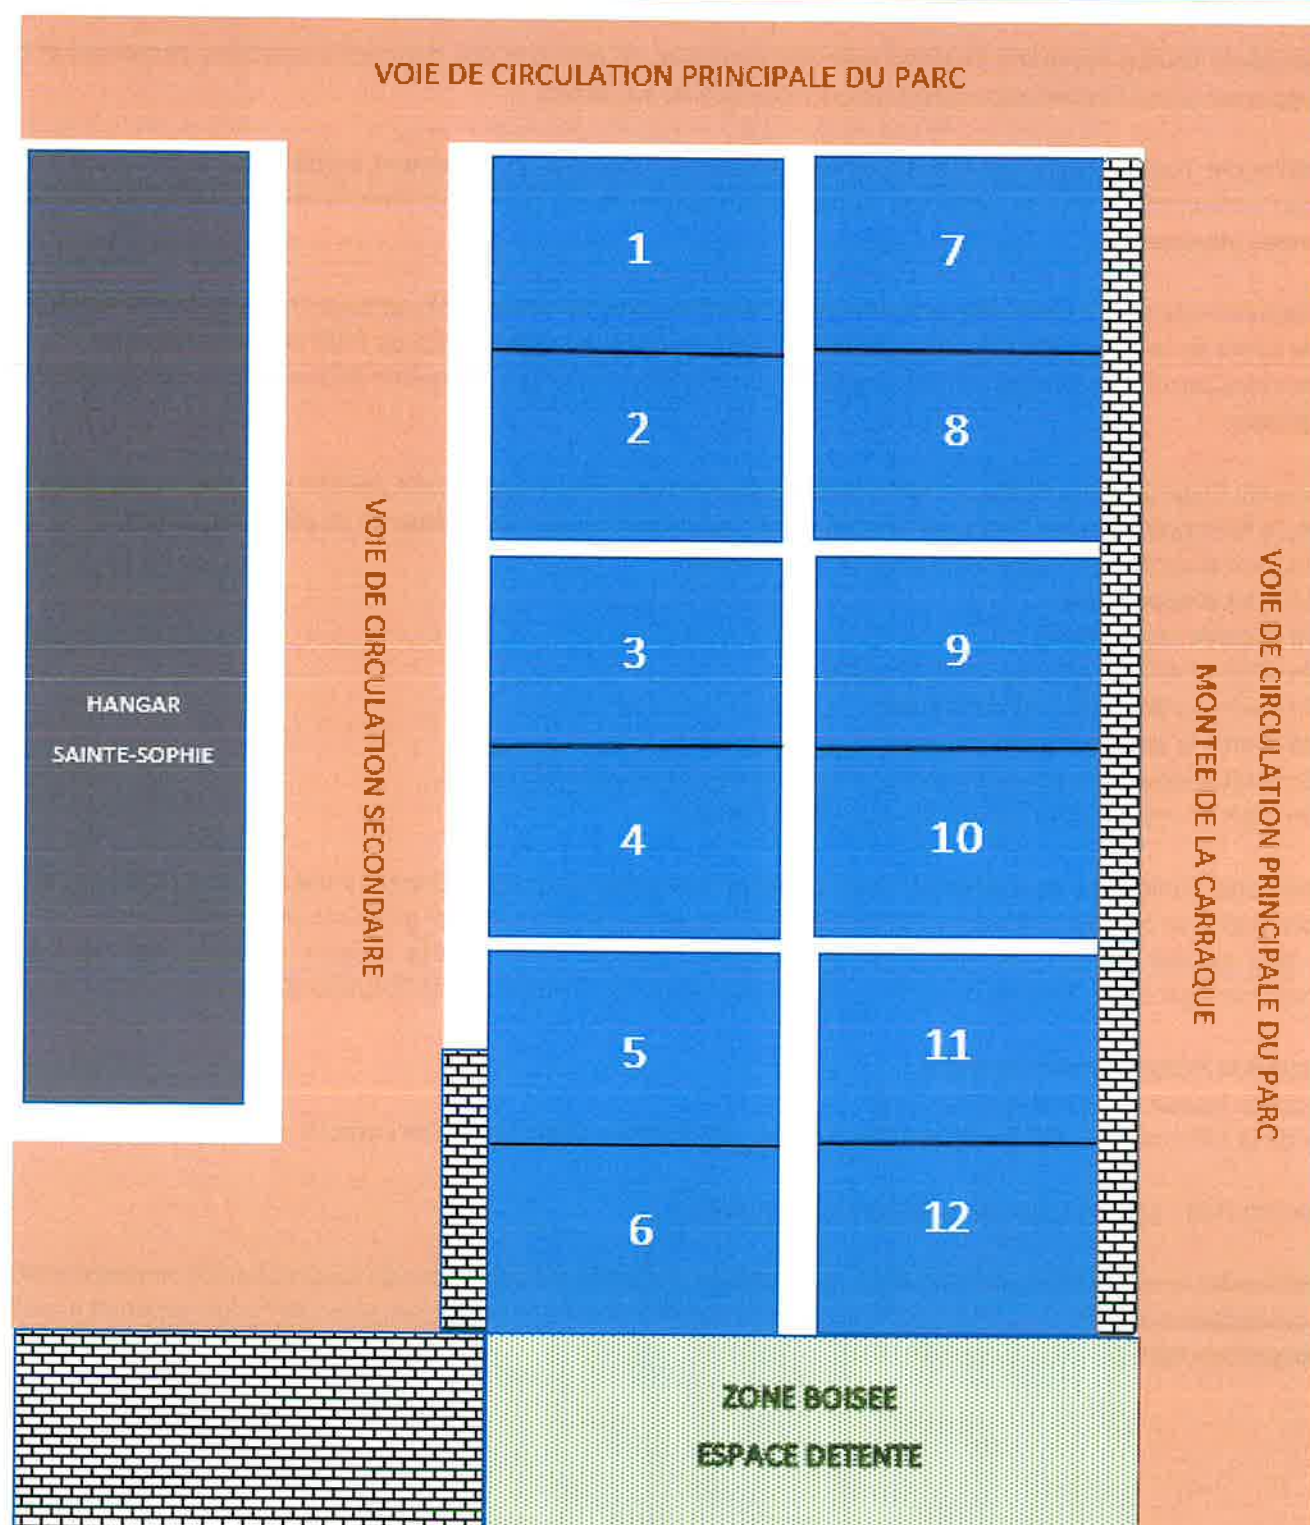 VOIE DE CIRCULATION PRINCIPALE DU PARC
1
7
2
8
VOIE DE CIRCULATION SECONDAIRE
3
9
HANGAR
SAINTE-SOPHIE
4
10
MONTEE DE LA CARRAQUE
VOIE DE CIRCULATION PRINCIPALE DU PARC
5
11
6
12
ZONE BOISEE
ESPACE DETENTE